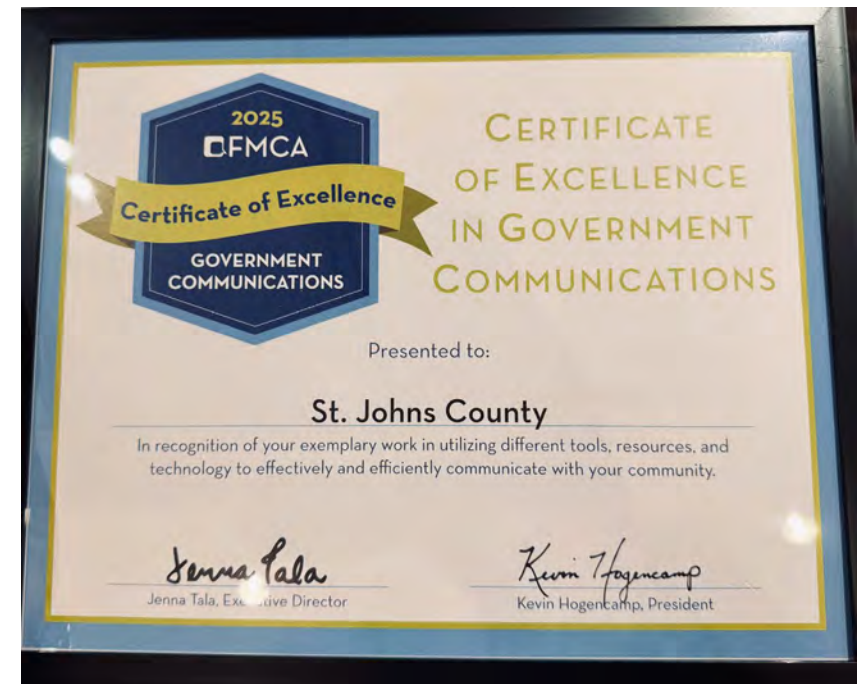 2025
FMCA
Certificate of Excellence
GOVERNMENT
COMMUNICATIONS
CERTIFICATE
OF EXCELLENCE
IN GOVERNMENT
COMMUNICATIONS
Presented to:
St. Johns County
In recognition of your exemplary work in utilizing different tools, resources, and
technology to effectively and efficiently communicate with your community.
Jenna Tala
Kevin Hogencamp
Jenna Tala, Executive Director
Kevin Hogencamp, President